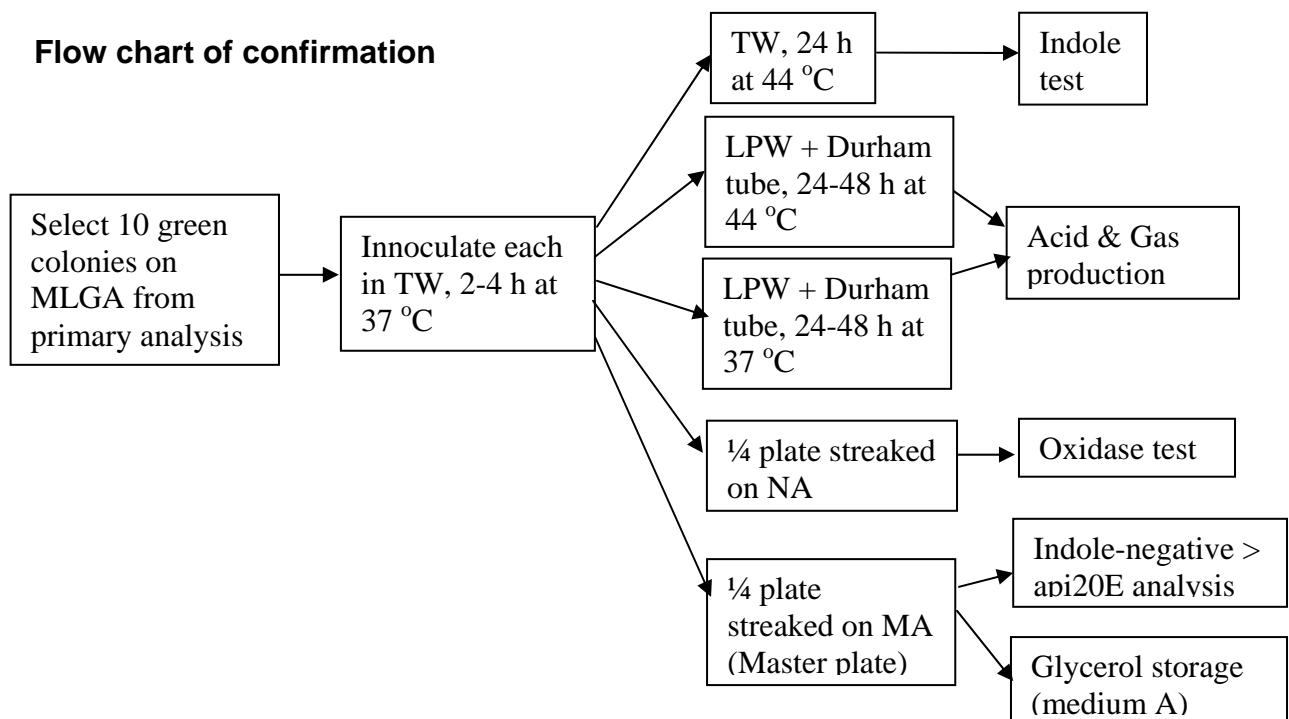 Flow chart of confirmation
Select 10 green
colonies on
MLGA from
primary analysis
Innoculate each
in TW, 2-4 h at
37 °C
TW, 24 h
at 44 °C
Indole
test
LPW + Durham
tube, 24-48 h at
44 °C
LPW + Durham
tube, 24-48 h at
37 °C
Acid & Gas
production
¼ plate streaked
on NA
Oxidase test
¼ plate
streaked on MA
(Master plate)
Indole-negative >
api20E analysis
Glycerol storage
(medium A)